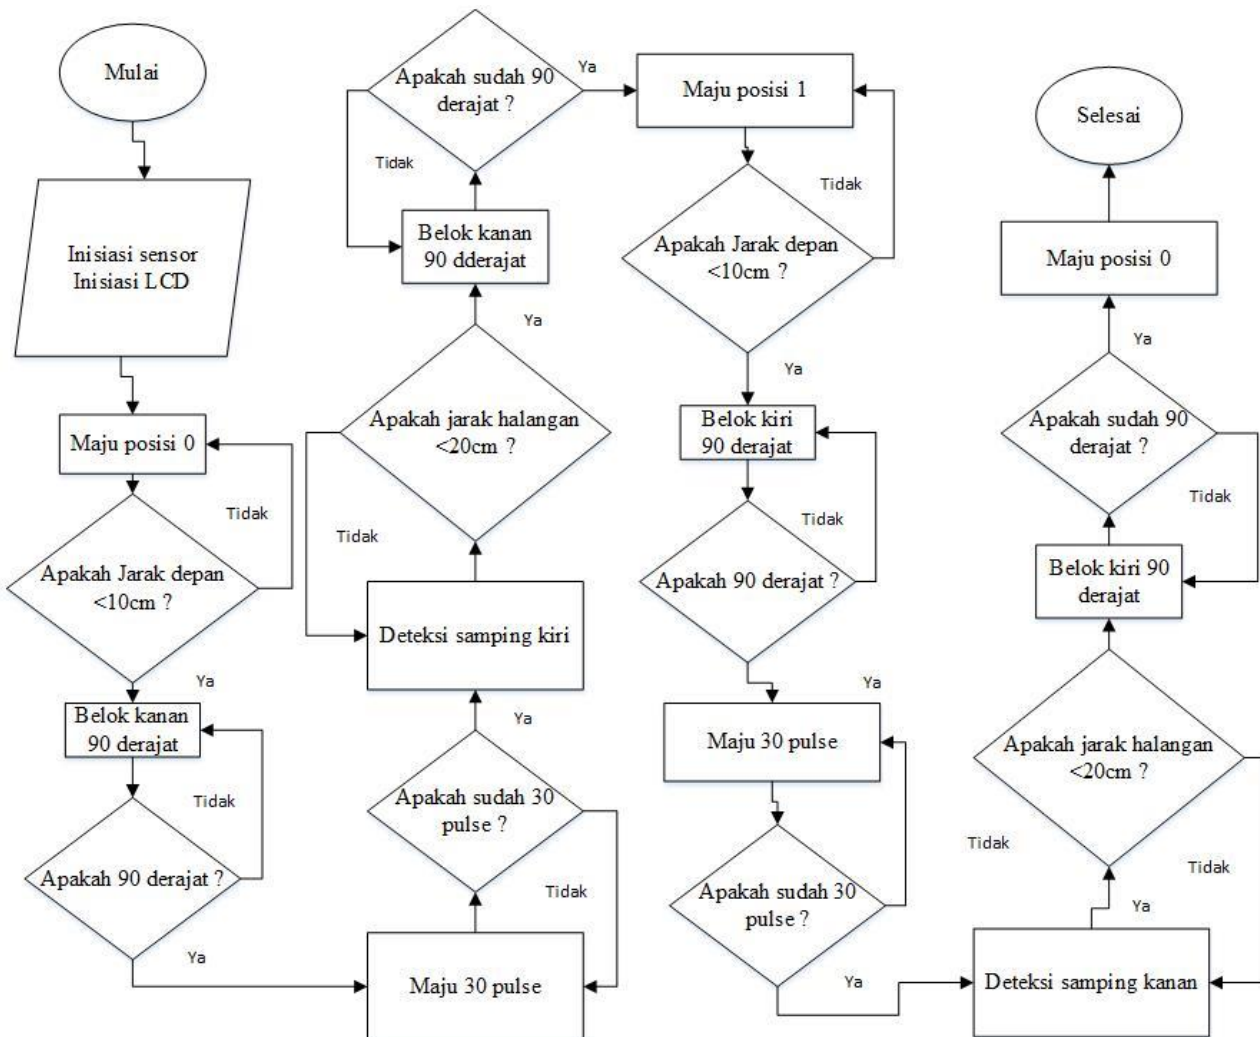 Mulai
Inisiasi sensor
Inisiasi LCD
Maju posisi 0
Tidak
Apakah Jarak depan
<10cm ?
Ya
Belok kanan
90 derajat
Tidak
Apakah 90 derajat ?
Ya
Maju 30 pulse
Tidak
Apakah sudah 30
pulse ?
Ya
Deteksi samping kiri
Tidak
Apakah jarak halangan
<20cm ?
Ya
Belok kanan
90 dderajat
Tidak
Apakah sudah 90
derajat ?
Ya
Maju posisi 1
Tidak
Apakah Jarak depan
<10cm ?
Ya
Belok kiri
90 derajat
Tidak
Apakah 90 derajat ?
Ya
Maju 30 pulse
Tidak
Apakah sudah 30
pulse ?
Ya
Deteksi samping kanan
Ya
Tidak
Tidak
Apakah jarak halangan
<20cm ?
Belok kiri 90
derajat
Tidak
Apakah sudah 90
derajat ?
Ya
Maju posisi 0
Selesai